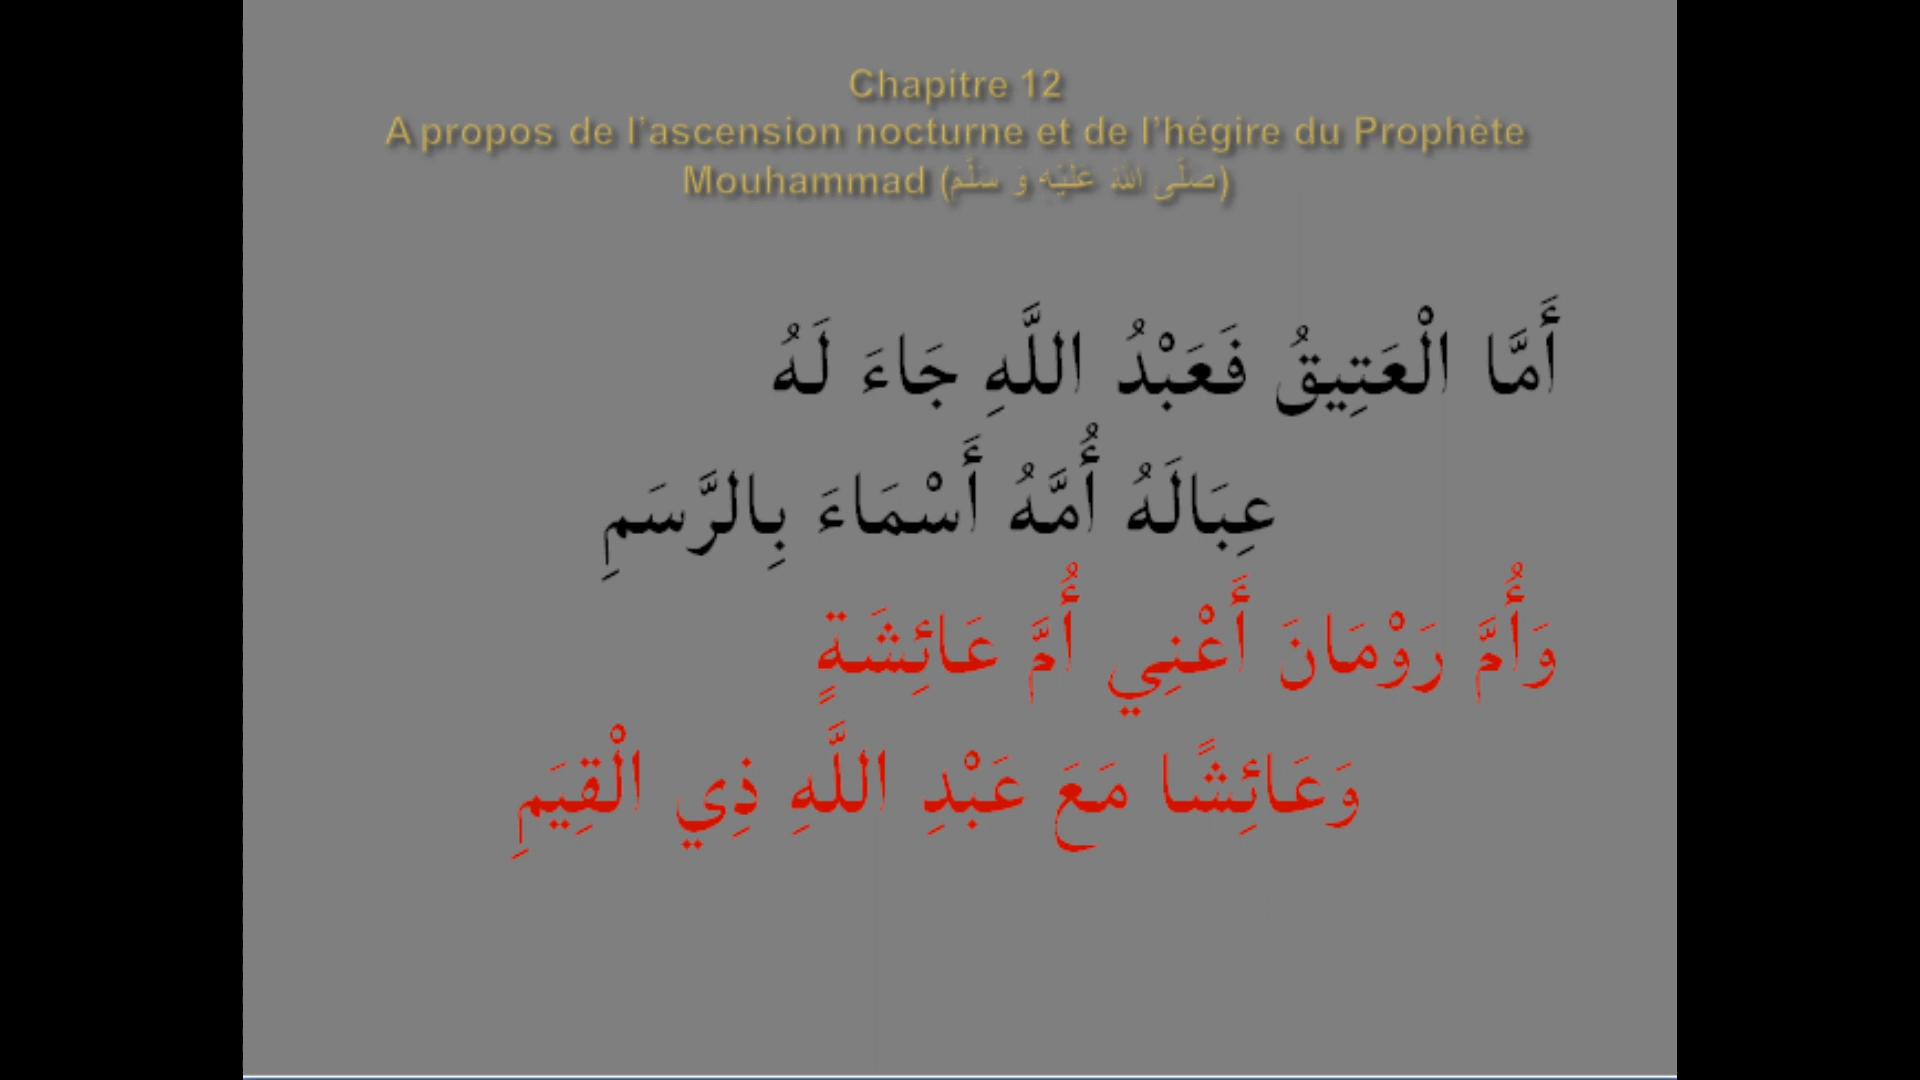 Chapitre 12
A propos de l’ascension nocturne et de l’hégire du Prophète
Mouhammad (صَلَّى اللهُ عَلَيْهِ وَ سَلَّم)
أَمَّا الْعَتِيقُ فَعَبْدُ اللَّهِ جَاءَ لَهُ
عِبَالَهُ أُمَّهُ أَسْمَاءَ بِالرَّسَمِ
وَأُمَّ رَوْمَانَ أَعْنِي أُمَّ عَائِشَةٍ
وَعَائِشًا مَعَ عَبْدِ اللَّهِ ذِي الْقِيَمِ